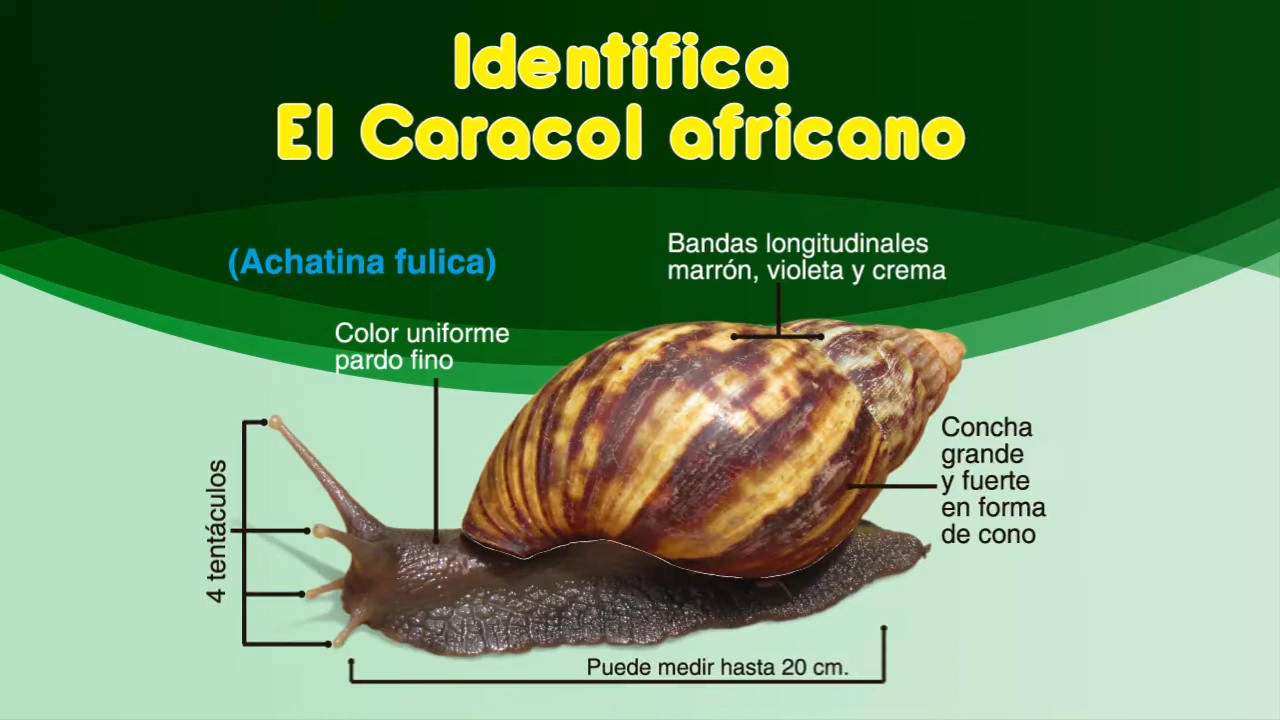 Identifica
El Caracol africano
(Achatina fulica)
Bandas longitudinales
marrón, violeta y crema
Color uniforme
pardo fino
4 tentáculos
Concha
grande
y fuerte
en forma
de cono
Puede medir hasta 20 cm.